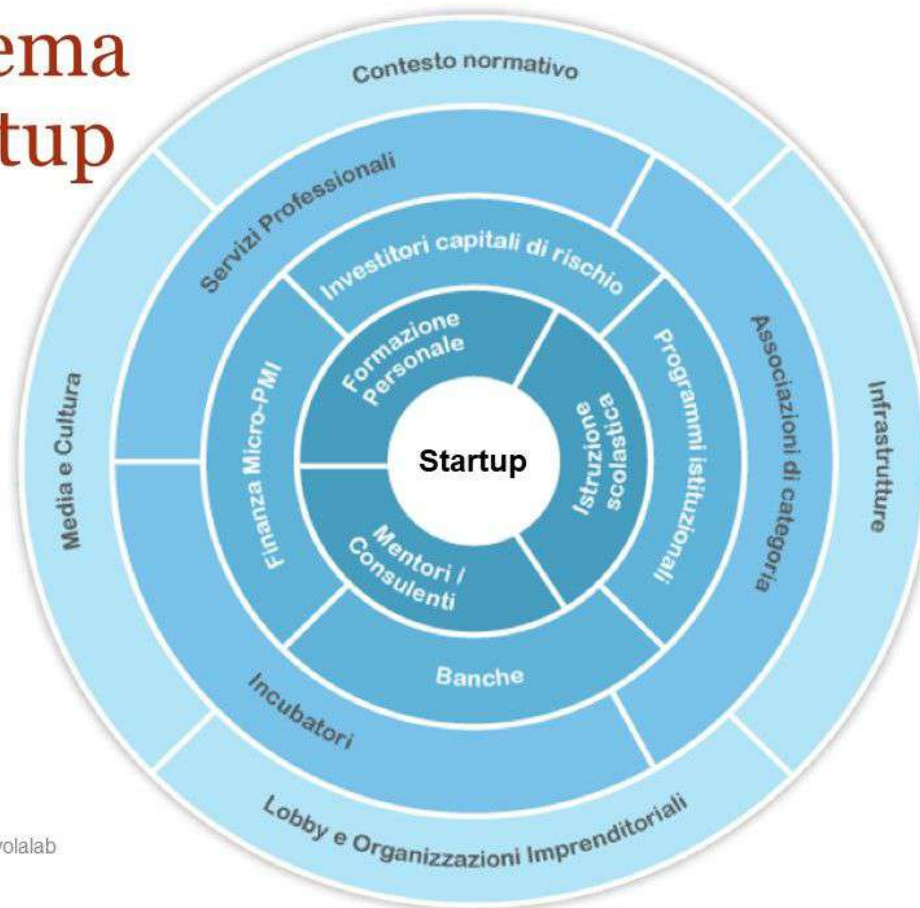 ema
tup
Contesto normativo
Servizi Professionali
Investitori capitali di rischio
Formazione
Personale
Startup
Istruzione
scolastica
Mentori /
Consulenti
Finanza Micro-PMI
Programmi istituzionali
Banche
Associazioni di categoria
Incubatori
Media e Cultura
Infrastrutture
Lobby e Organizzazioni Imprenditoriali
volalab